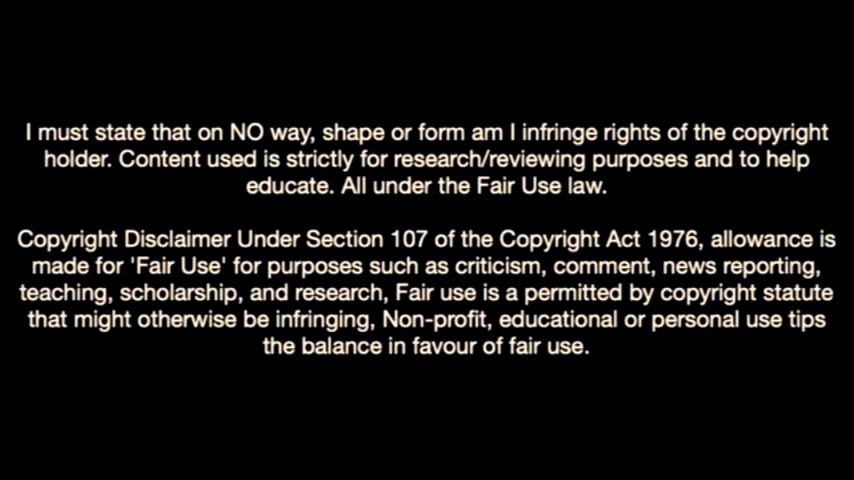 I must state that on NO way, shape or form am I infringe rights of the copyright
holder. Content used is strictly for research/reviewing purposes and to help
educate. All under the Fair Use law.
Copyright Disclaimer Under Section 107 of the Copyright Act 1976, allowance is
made for 'Fair Use' for purposes such as criticism, comment, news reporting,
teaching, scholarship, and research, Fair use is a permitted by copyright statute
that might otherwise be infringing, Non-profit, educational or personal use tips
the balance in favour of fair use.